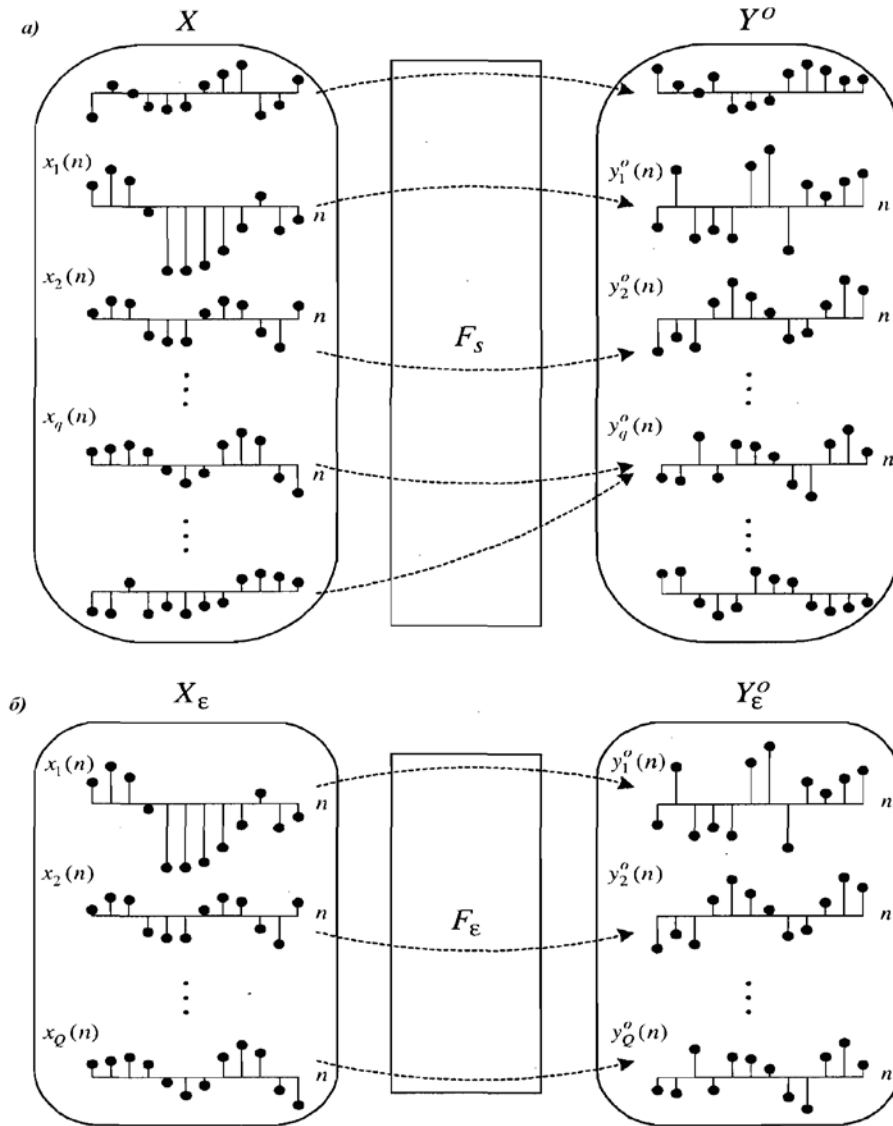 а)
X
Y^o
x_1(n)
n
y_1^o(n)
n
x_2(n)
n
y_2^o(n)
n
F_s
x_q(n)
n
y_q^o(n)
n
б)
X_ε
Y_ε^o
x_1(n)
n
y_1^o(n)
n
x_2(n)
n
y_2^o(n)
n
F_ε
x_Q(n)
n
y_Q^o(n)
n